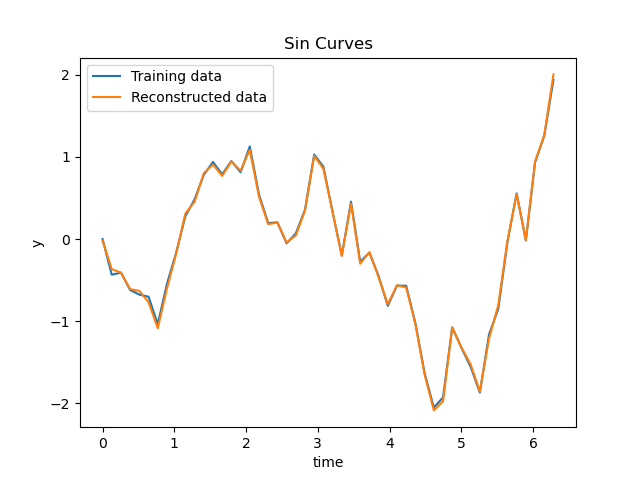 Sin Curves
Training data
Reconstructed data
2
1
0
−1
−2
y
0 1 2 3 4 5 6
time